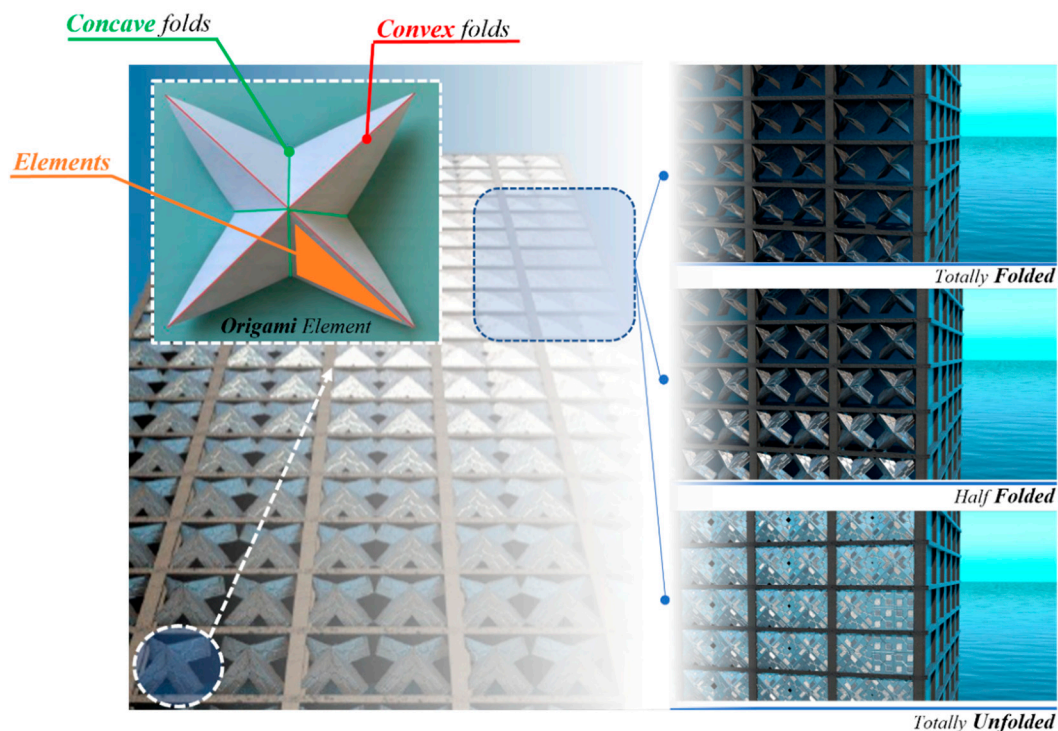 Concave folds
Convex folds
Elements
Origami Element
Totally Folded
Half Folded
Totally Unfolded